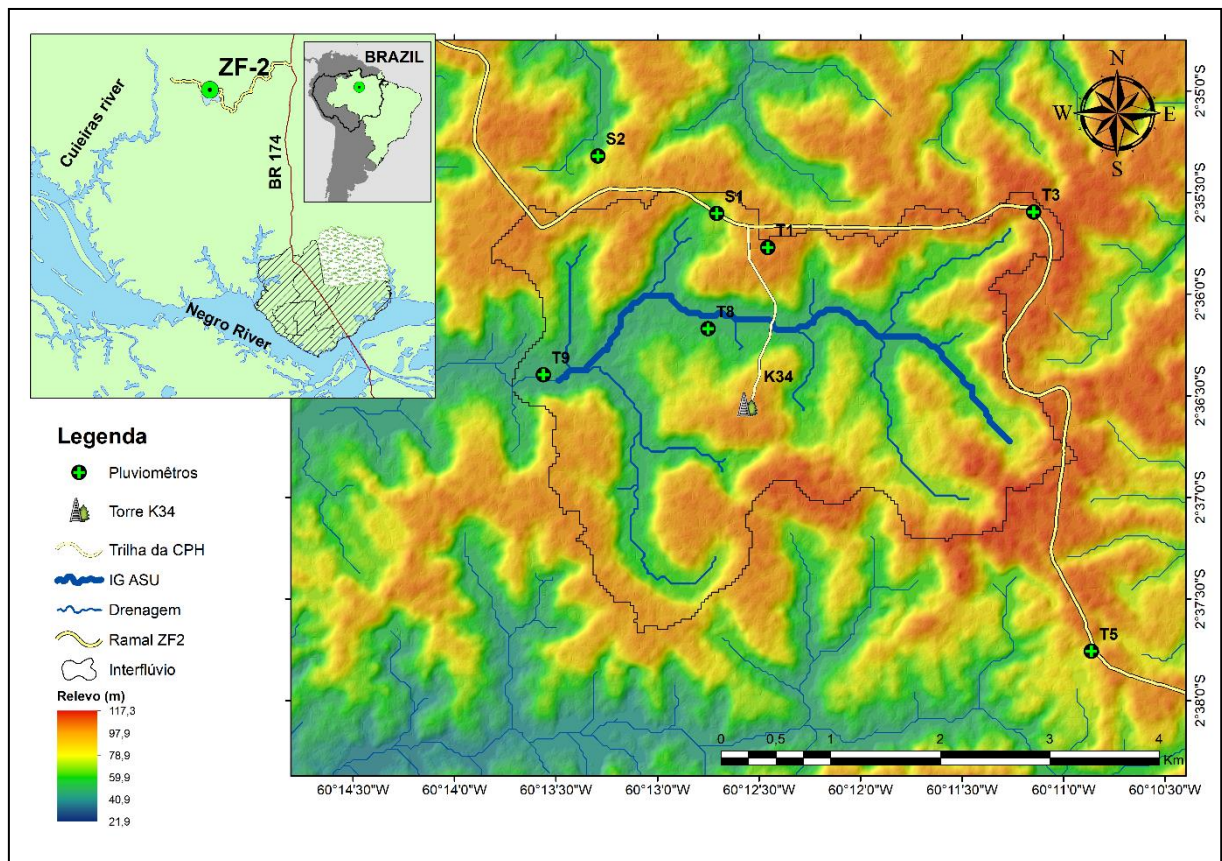 BRAZIL
ZF-2
Cuieiras river
BR 174
Negro River
N
W E
S
S2
S1
T1
T3
T8
T9
K34
T5
Legenda
Pluviomêtros
Torre K34
Trilha da CPH
IG ASU
Drenagem
Ramal ZF2
Interflúvio
Relevo (m)
117,3
97,9
78,9
59,9
40,9
21,9
0 0,5 1 2 3 4
Km
2°35'0"S
2°35'30"S
2°36'0"S
2°36'30"S
2°37'0"S
2°37'30"S
2°38'0"S
60°14'30"W 60°14'0"W 60°13'30"W 60°13'0"W 60°12'30"W 60°12'0"W 60°11'30"W 60°11'0"W 60°10'30"W